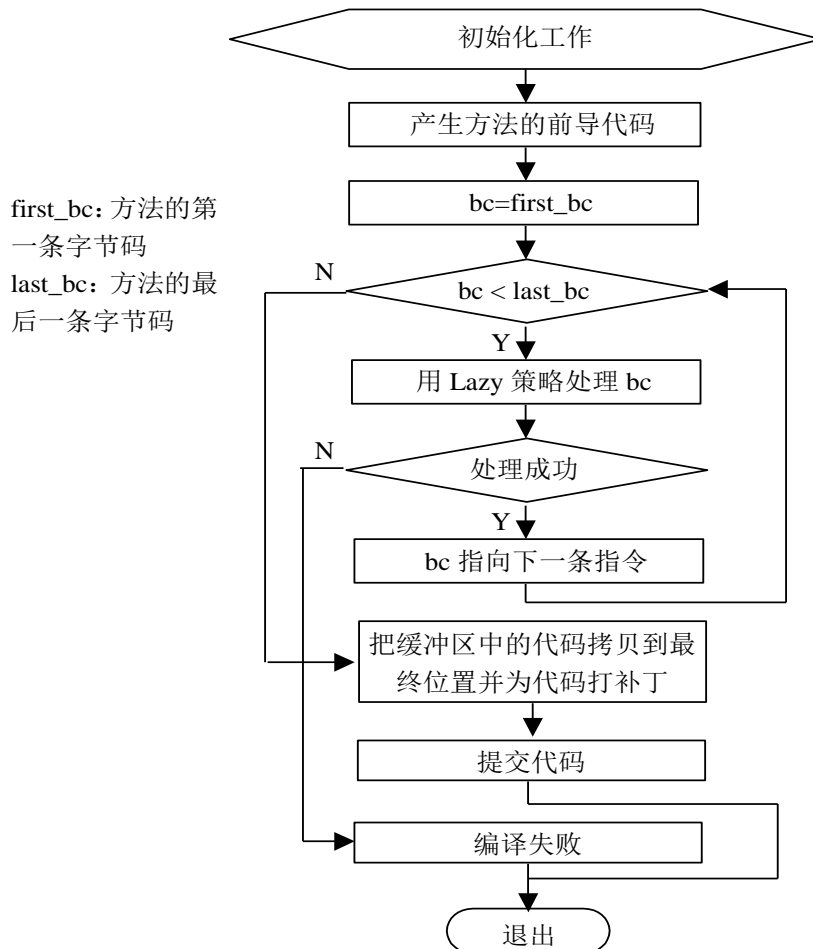 初始化工作
产生方法的前导代码
bc=first_bc
first_bc：方法的第
一条字节码
last_bc：方法的最
后一条字节码
N
bc < last_bc
Y
用 Lazy 策略处理 bc
N
处理成功
Y
bc 指向下一条指令
把缓冲区中的代码拷贝到最
终位置并为代码打补丁
提交代码
编译失败
退出